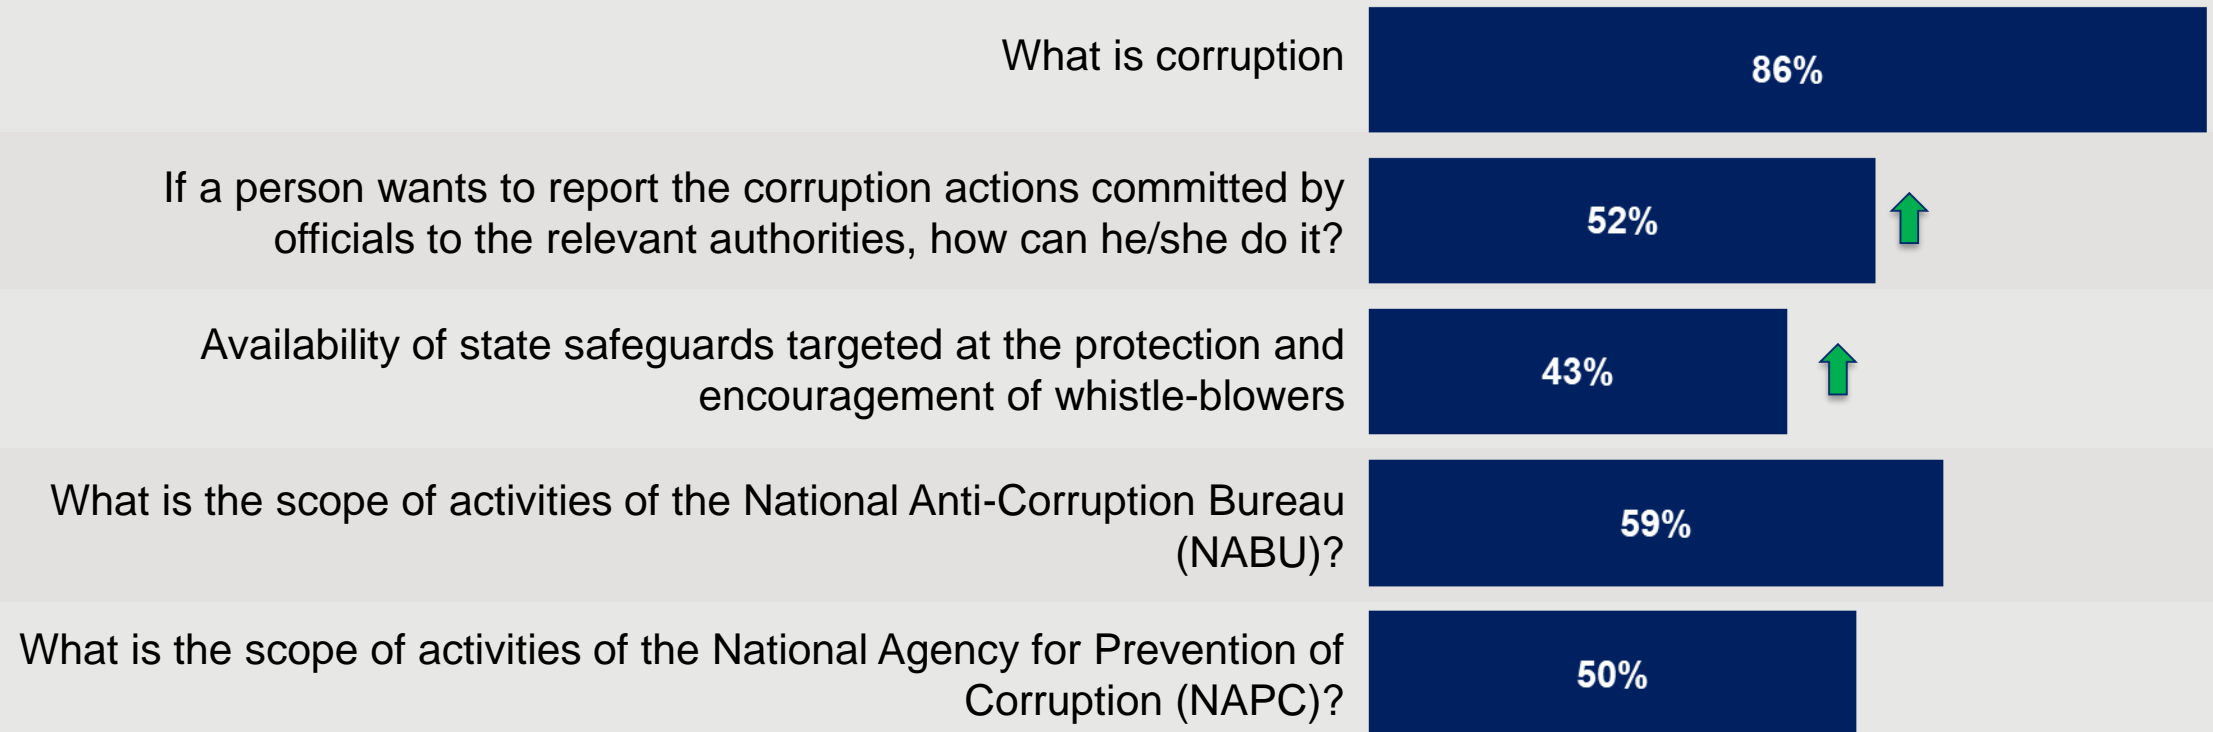 What is corruption
86%
If a person wants to report the corruption actions committed by
officials to the relevant authorities, how can he/she do it?
52%
Availability of state safeguards targeted at the protection and
encouragement of whistle-blowers
43%
What is the scope of activities of the National Anti-Corruption Bureau
(NABU)?
59%
What is the scope of activities of the National Agency for Prevention of
Corruption (NAPC)?
50%